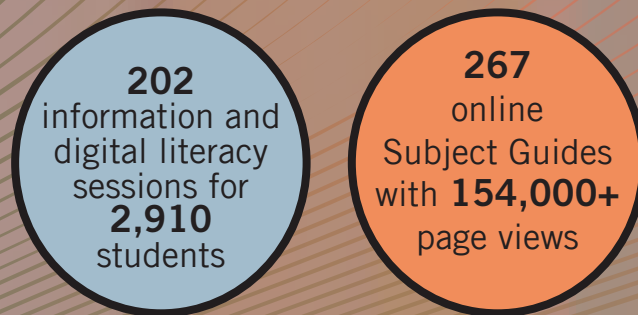 202
information and
digital literacy
sessions for
2,910
students
267
online
Subject Guides
with 154,000+
page views